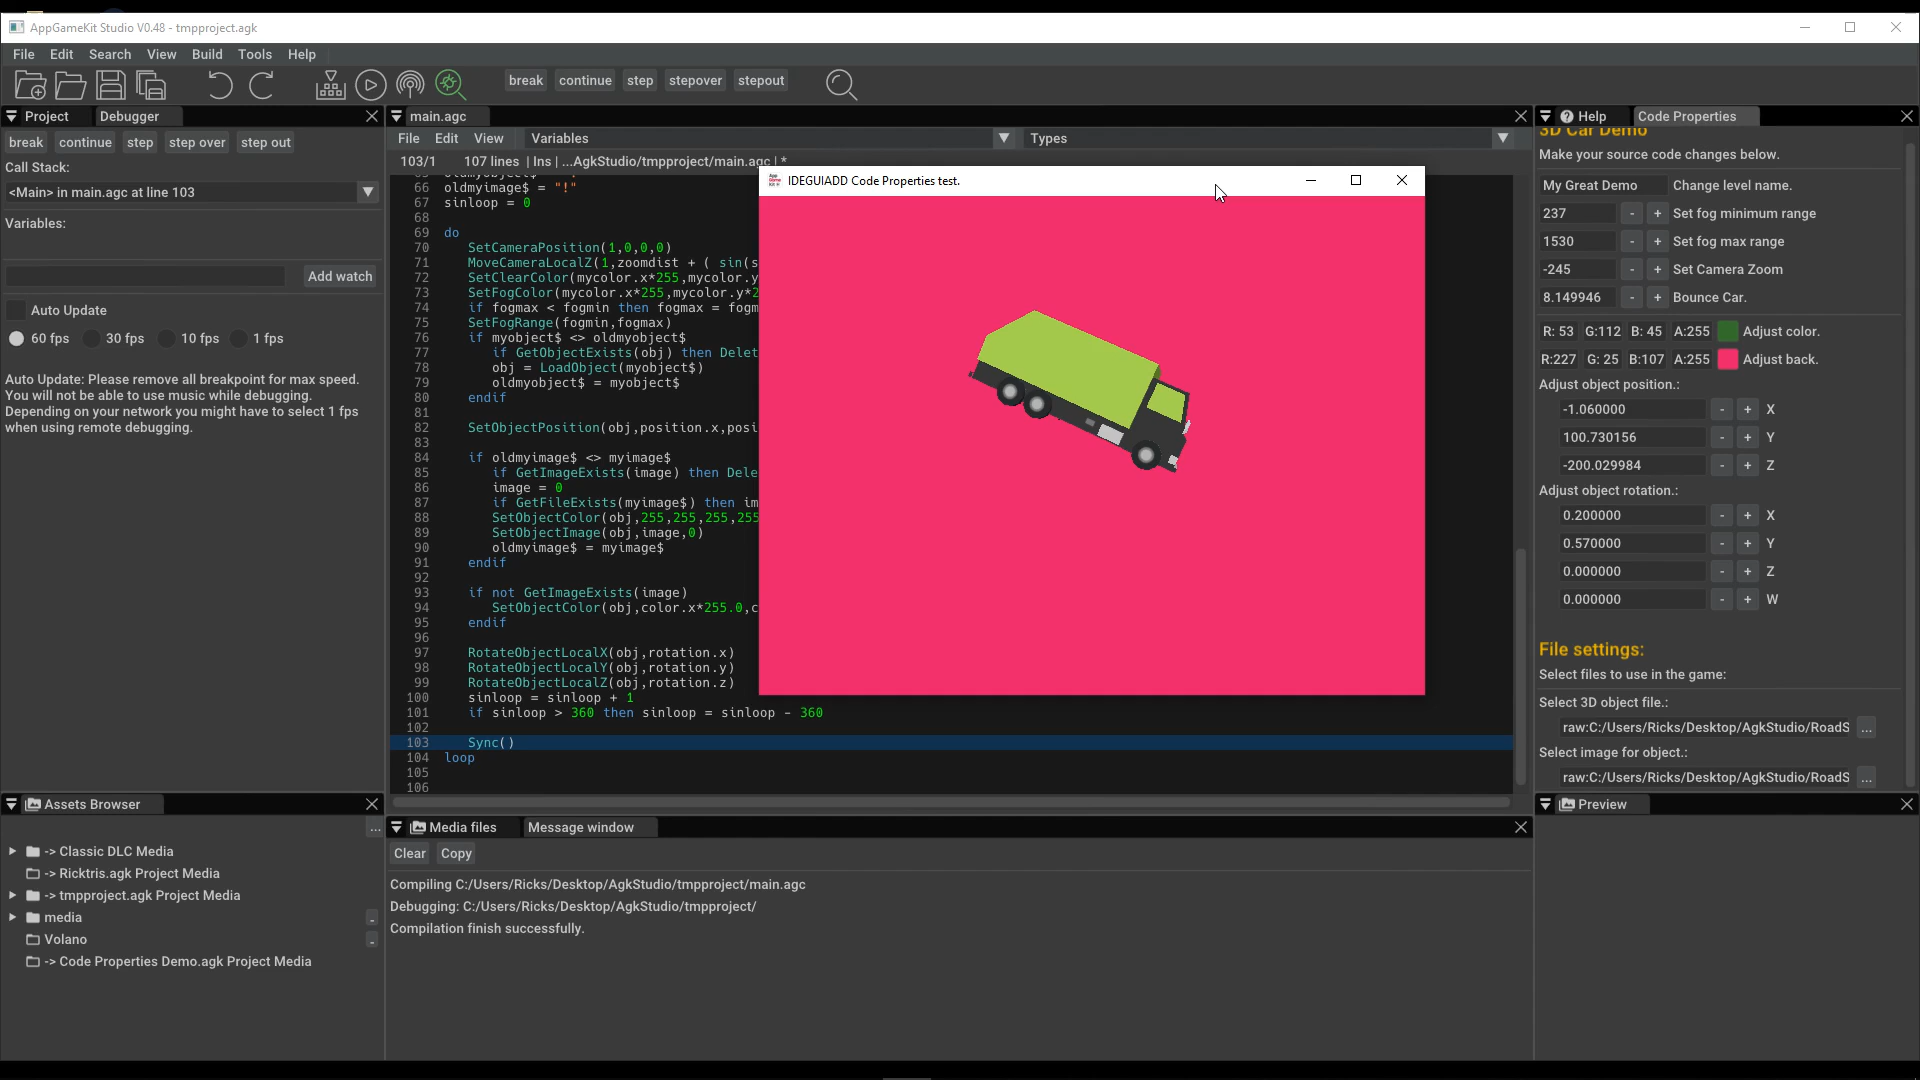 AppGameKit Studio V0.48 - tmpproject.agk
File Edit Search View Build Tools Help
break continue step stepover stepout
Project Debugger
break continue step step over step out
Call Stack:
<Main> in main.agc at line 103
Variables:
Add watch
Auto Update
60 fps 30 fps 10 fps 1 fps
Auto Update: Please remove all breakpoint for max speed.
You will not be able to use music while debugging.
Depending on your network you might have to select 1 fps
when using remote debugging.
Assets Browser
...
-> Classic DLC Media
-> Ricktris.agk Project Media
-> tmpproject.agk Project Media
media
Volano
-> Code Properties Demo.agk Project Media
main.agc
File Edit View Variables Types
103/1 107 lines | Ins | ...AgkStudio/tmpproject/main.agc | *
66 oldmyimage$ = "!"
67 sinloop = 0
68
69 do
70 SetCameraPosition(1,0,0,0)
71 MoveCameraLocalZ(1,zoomdist + ( sin(s
72 SetClearColor(mycolor.x*255,mycolor.y
73 SetFogColor(mycolor.x*255,mycolor.y*2
74 if fogmax < fogmin then fogmax = fogm
75 SetFogRange(fogmin,fogmax)
76 if myobject$ <> oldmyobject$
77 if GetObjectExists(obj) then Delet
78 obj = LoadObject(myobject$)
79 oldmyobject$ = myobject$
80 endif
81
82 SetObjectPosition(obj,position.x,posi
83
84 if oldmyimage$ <> myimage$
85 if GetImageExists(image) then Dele
86 image = 0
87 if GetFileExists(myimage$) then im
88 SetObjectColor(obj,255,255,255,255
89 SetObjectImage(obj,image,0)
90 oldmyimage$ = myimage$
91 endif
92
93 if not GetImageExists(image)
94 SetObjectColor(obj,color.x*255.0,c
95 endif
96
97 RotateObjectLocalX(obj,rotation.x)
98 RotateObjectLocalY(obj,rotation.y)
99 RotateObjectLocalZ(obj,rotation.z)
100 sinloop = sinloop + 1
101 if sinloop > 360 then sinloop = sinloop - 360
102
103 Sync()
104 loop
105
106
IDEGUIADD Code Properties test.
Media files Message window
Clear Copy
Compiling C:/Users/Ricks/Desktop/AgkStudio/tmpproject/main.agc
Debugging: C:/Users/Ricks/Desktop/AgkStudio/tmpproject/
Compilation finish successfully.
Help Code Properties
3D Car Demo
Make your source code changes below.
My Great Demo Change level name.
237 - + Set fog minimum range
1530 - + Set fog max range
-245 - + Set Camera Zoom
8.149946 - + Bounce Car.
R: 53 G:112 B: 45 A:255 Adjust color.
R:227 G: 25 B:107 A:255 Adjust back.
Adjust object position.:
-1.060000 - + X
100.730156 - + Y
-200.029984 - + Z
Adjust object rotation.:
0.200000 - + X
0.570000 - + Y
0.000000 - + Z
0.000000 - + W
File settings:
Select files to use in the game:
Select 3D object file.:
raw:C:/Users/Ricks/Desktop/AgkStudio/RoadS ...
Select image for object.:
raw:C:/Users/Ricks/Desktop/AgkStudio/RoadS ...
Preview